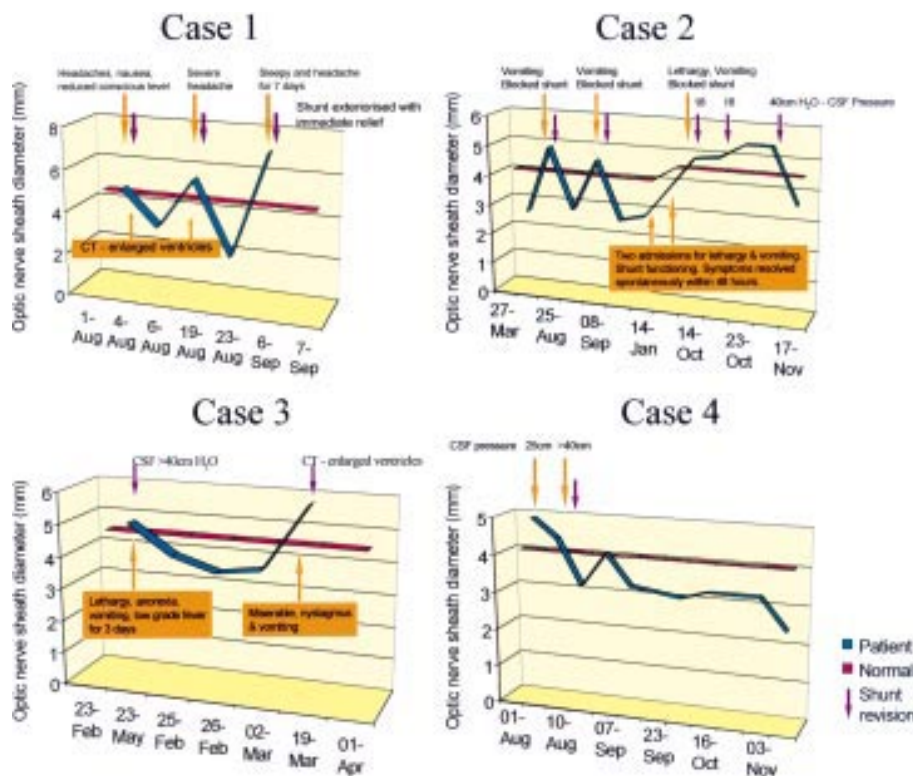 Case 1
Headaches, nausea,
reduced conscious level
Severe
headache
Sleepy and headache
for 7 days
Shunt exteriorised with
immediate relief
Optic nerve sheath diameter (mm)
8
6
4
2
0
CT - enlarged ventricles
1-
Aug
4-
Aug
6-
Aug
19-
Aug
23-
Aug
6-
Sep
7-
Sep
Case 2
Vomiting
Blocked shunt
Vomiting
Blocked shunt
Lethargy, Vomiting
Blocked shunt
40cm H2O - CSF Pressure
Optic nerve sheath diameter (mm)
6
5
4
3
2
1
0
Two admissions for lethargy & vomiting.
Shunt functioning. Symptoms resolved
spontaneously within 48 hours.
27-
Mar
25-
Aug
08-
Sep
14-
Jan
14-
Oct
23-
Oct
17-
Nov
Case 3
CSF >40cm H2O
CT - enlarged ventricles
Optic nerve sheath diameter (mm)
6
5
4
3
2
1
0
Lethargy, anorexia,
vomiting, low grade fever
for 3 days
Miserable, nystagmus
& vomiting
23-
Feb
23-
May
25-
Feb
26-
Feb
02-
Mar
19-
Mar
01-
Apr
Case 4
CSF pressure 25cm >40cm
Optic nerve sheath diameter (mm)
5
4
3
2
1
0
01-
Aug
10-
Aug
07-
Sep
23-
Sep
16-
Oct
03-
Nov
Patient
Normal
Shunt
revision